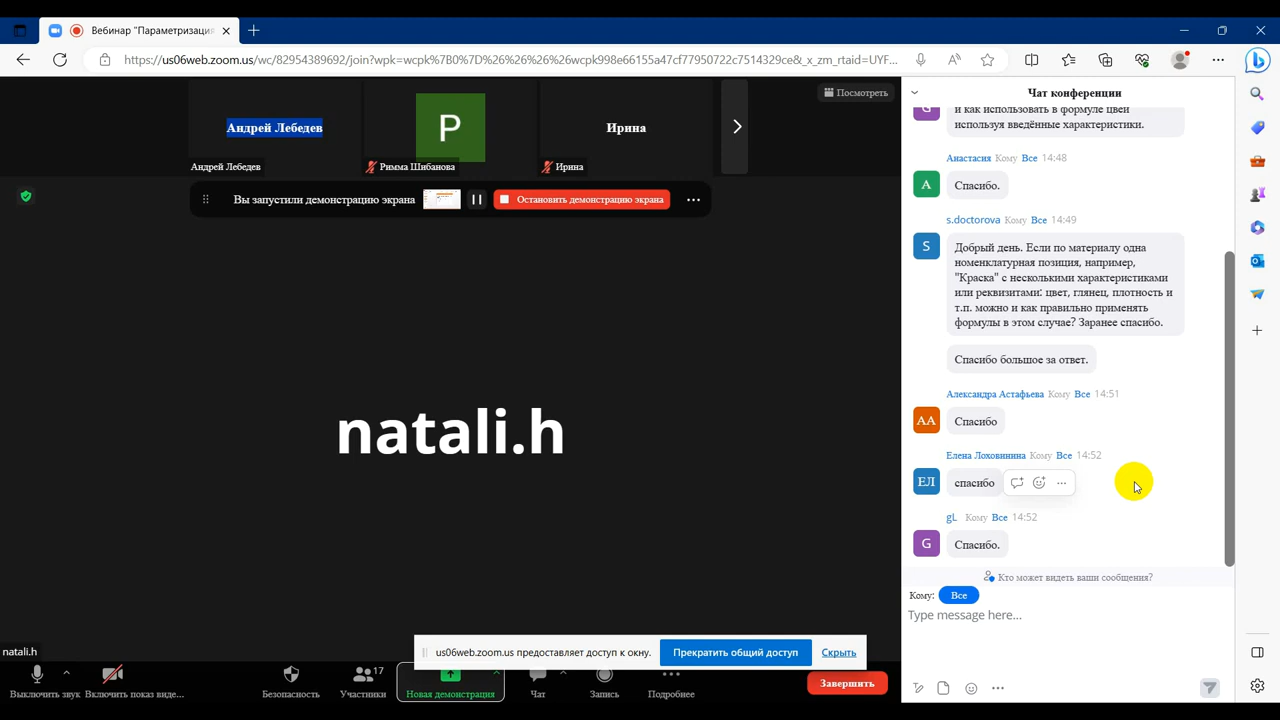 Вебинар "Параметризация
https://us06web.zoom.us/wc/82954389692/join?wpk=wcpk%7B0%7B%26%26%26%26wcpk998e66155a47cf77950722c7514329ce&_x_zm_rtaid=UYF...
Андрей Лебедев
P
Ирина
Посмотреть
Андрей Лебедев
Римма Шибанова
Ирина
Вы запустили демонстрацию экрана
Остановить демонстрацию экрана
natali.h
natali.h
us06web.zoom.us предоставляет доступ к окну.
Прекратить общий доступ
Скрыть
Выключить звук
Включить показ виде...
Безопасность
17
Участники
Новая демонстрация
Чат
Запись
Подробнее
Завершить
Чат конференции
G
и как использовать в формуле цвей
используя введённые характеристики.
Анастасия Кому Все 14:48
A
Спасибо.
s.doctorova Кому Все 14:49
S
Добрый день. Если по материалу одна
номенклатурная позиция, например,
"Краска" с несколькими характеристиками
или реквизитами: цвет, глянец, плотность и
т.п. можно и как правильно применять
формулы в этом случае? Заранее спасибо.
Спасибо большое за ответ.
Александра Астафьева Кому Все 14:51
АА
Спасибо
Елена Лоховинина Кому Все 14:52
ЕЛ
спасибо
gL Кому Все 14:52
G
Спасибо.
Кто может видеть ваши сообщения?
Кому: Все
Type message here...